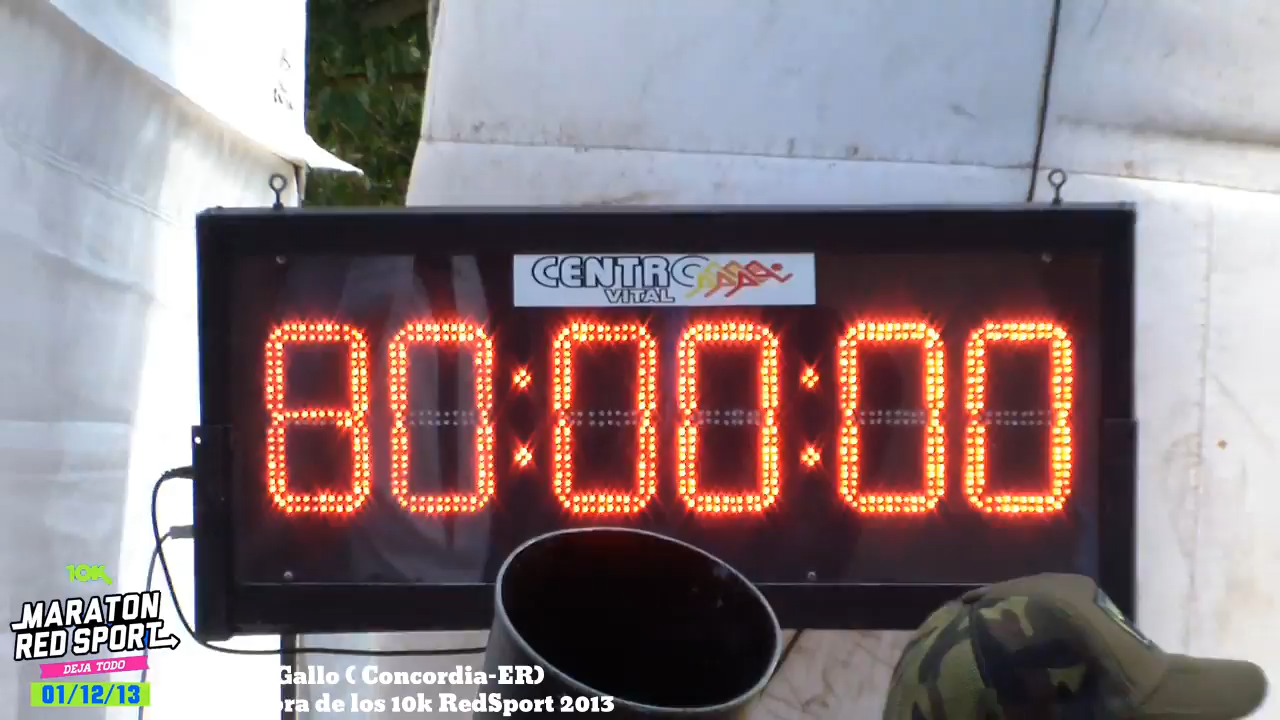 CENTRO
VITAL
80:00:00
10K
MARATON
RED SPORT
DEJA TODO
01/12/13
Gallo ( Concordia-ER)
de los 10k RedSport 2013